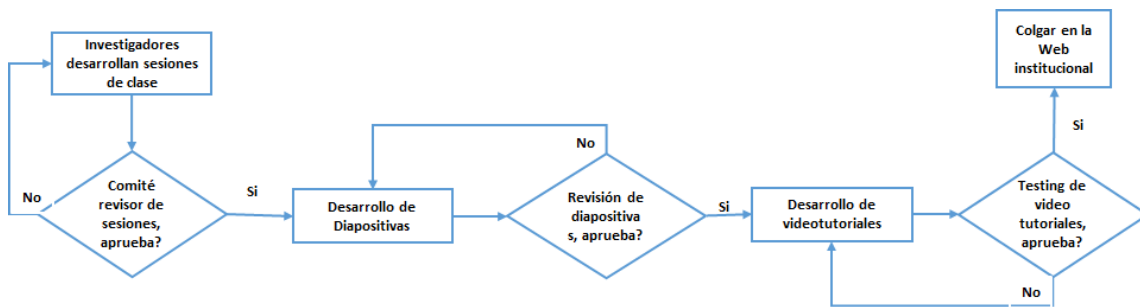 Investigadores
desarrollan sesiones
de clase
No
Comité
revisor de
sesiones,
aprueba?
Si
Desarrollo de
Diapositivas
No
Revisión de
diapositiva
s, aprueba?
Si
Desarrollo de
videotutoriales
Testing de
video
tutoriales,
aprueba?
No
Si
Colgar en la
Web
institucional